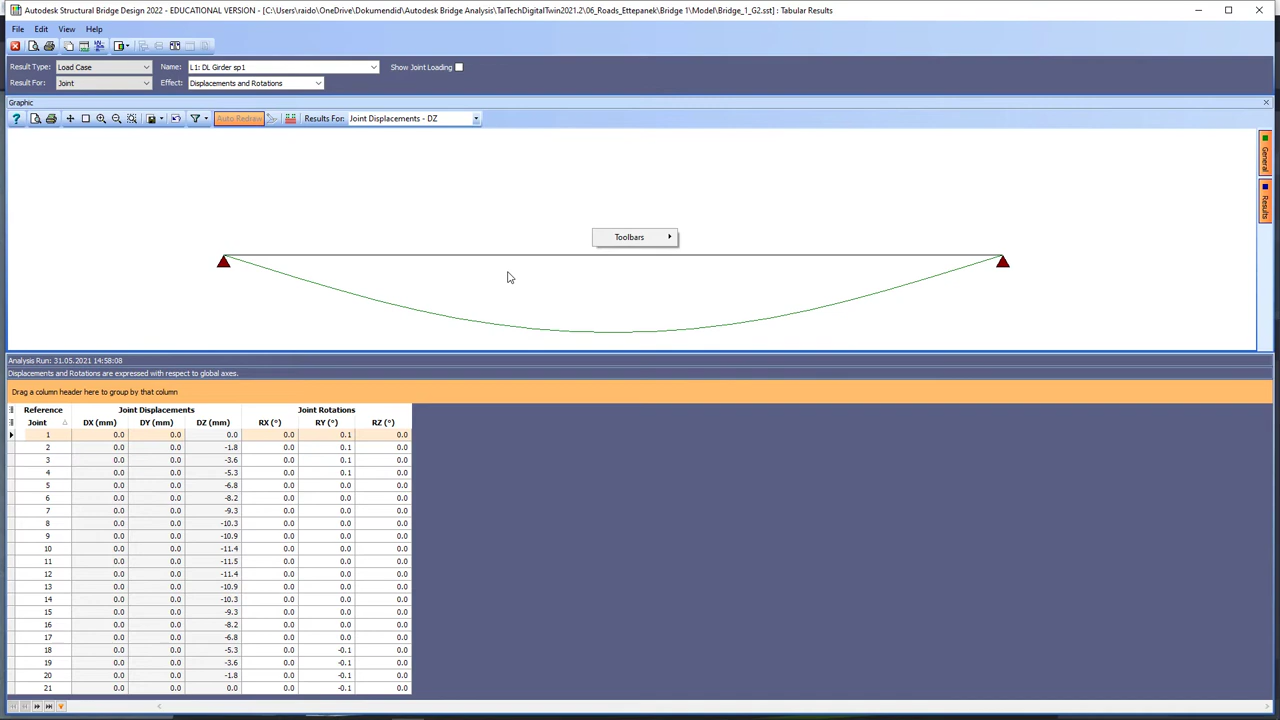 Autodesk Structural Bridge Design 2022 - EDUCATIONAL VERSION - [C:\Users\raido\OneDrive\Dokumendid\Autodesk Bridge Analysis\TalTechDigitalTwin2021.2\06_Roads_Ettepanek\Bridge 1\Model\Bridge_1_G2.sst] : Tabular Results
File Edit View Help
Result Type: Load Case Name: L1: DL Girder sp1 Show Joint Loading
Result For: Joint Effect: Displacements and Rotations
Graphic
Auto Redraw Results For: Joint Displacements - DZ
General
Results
Toolbars
Analysis Run: 31.05.2021 14:58:08
Displacements and Rotations are expressed with respect to global axes.
Drag a column header here to group by that column
Reference Joint Displacements Joint Rotations
Joint DX (mm) DY (mm) DZ (mm) RX (°) RY (°) RZ (°)
1 0.0 0.0 0.0 0.0 0.1 0.0
2 0.0 0.0 -1.8 0.0 0.1 0.0
3 0.0 0.0 -3.6 0.0 0.1 0.0
4 0.0 0.0 -5.3 0.0 0.1 0.0
5 0.0 0.0 -6.8 0.0 0.0 0.0
6 0.0 0.0 -8.2 0.0 0.0 0.0
7 0.0 0.0 -9.3 0.0 0.0 0.0
8 0.0 0.0 -10.3 0.0 0.0 0.0
9 0.0 0.0 -10.9 0.0 0.0 0.0
10 0.0 0.0 -11.4 0.0 0.0 0.0
11 0.0 0.0 -11.5 0.0 0.0 0.0
12 0.0 0.0 -11.4 0.0 0.0 0.0
13 0.0 0.0 -10.9 0.0 0.0 0.0
14 0.0 0.0 -10.3 0.0 0.0 0.0
15 0.0 0.0 -9.3 0.0 0.0 0.0
16 0.0 0.0 -8.2 0.0 0.0 0.0
17 0.0 0.0 -6.8 0.0 0.0 0.0
18 0.0 0.0 -5.3 0.0 -0.1 0.0
19 0.0 0.0 -3.6 0.0 -0.1 0.0
20 0.0 0.0 -1.8 0.0 -0.1 0.0
21 0.0 0.0 0.0 0.0 -0.1 0.0